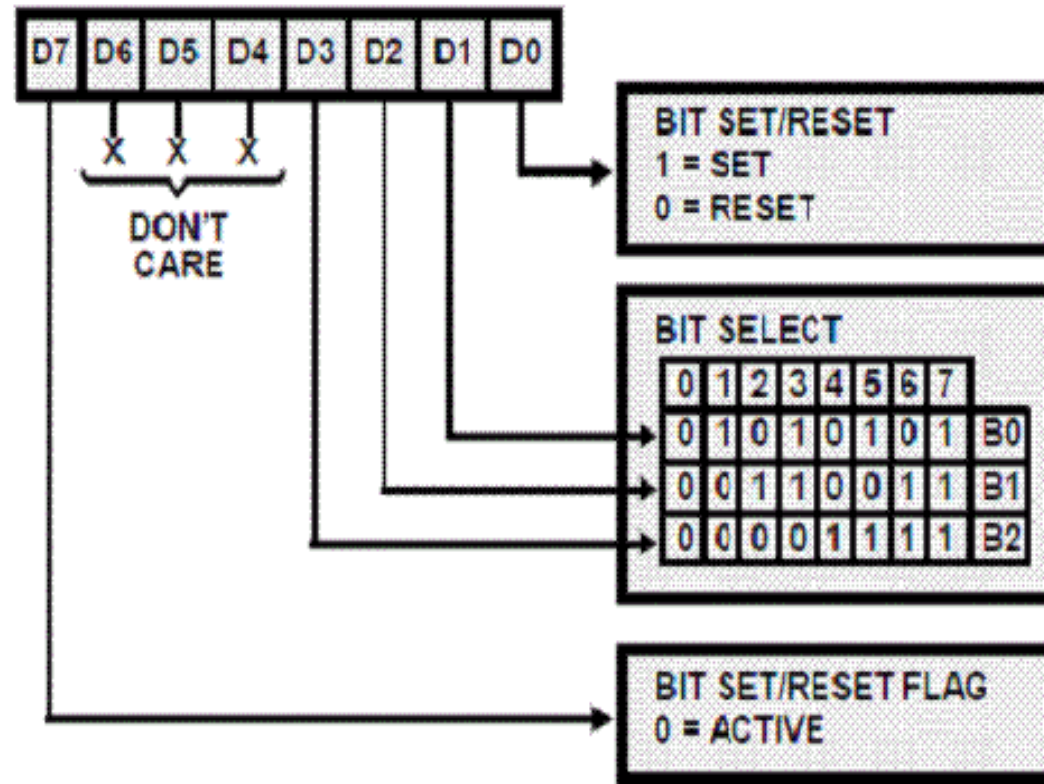 D7 D6 D5 D4 D3 D2 D1 D0
X X X
DON'T
CARE
BIT SET/RESET
1 = SET
0 = RESET
BIT SELECT
0 1 2 3 4 5 6 7
0 1 0 1 0 1 0 1 B0
0 0 1 1 0 0 1 1 B1
0 0 0 0 1 1 1 1 B2
BIT SET/RESET FLAG
0 = ACTIVE